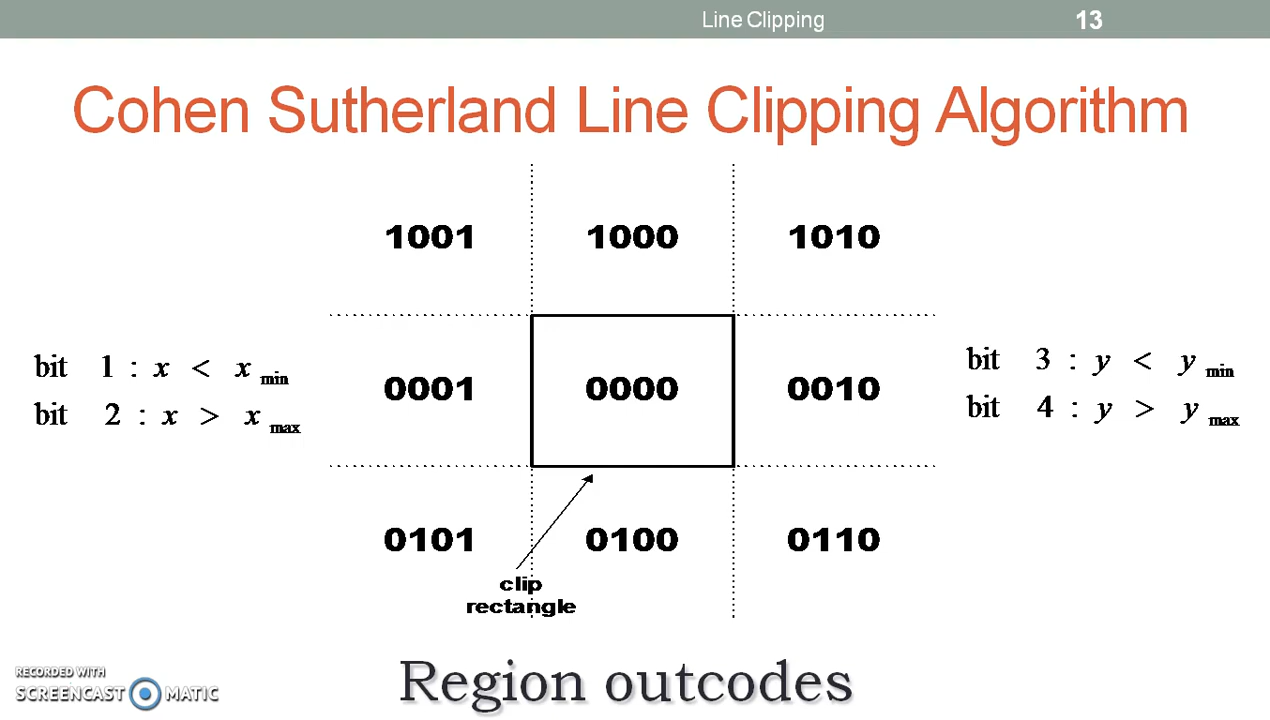 Line Clipping 13
Cohen Sutherland Line Clipping Algorithm
1001 1000 1010
bit 1 : x < x min
bit 2 : x > x max
0001 0000 0010
bit 3 : y < y min
bit 4 : y > y max
0101 0100 0110
clip
rectangle
Region outcodes
RECORDED WITH
SCREENCAST MATIC